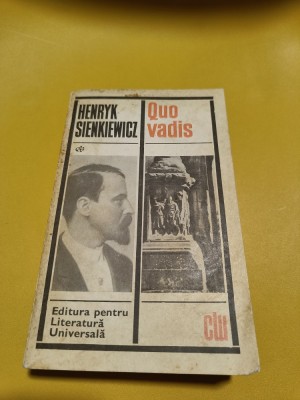 HENRYK
SIENKIEWICZ
Quo
vadis
Editura pentru
Literatură
Universală
clu